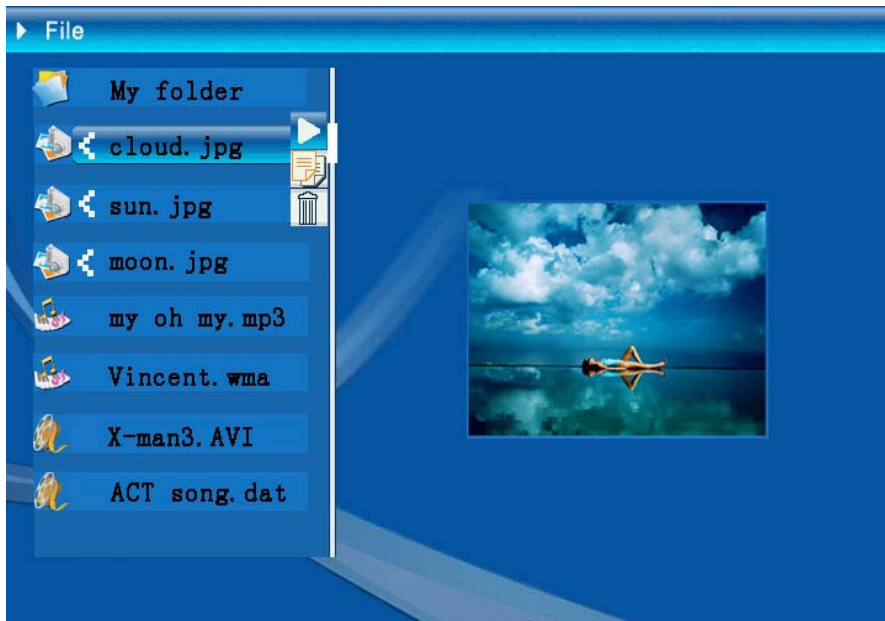 File
My folder
cloud.jpg
sun.jpg
moon.jpg
my oh my.mp3
Vincent.wma
X-man3.AVI
ACT song.dat